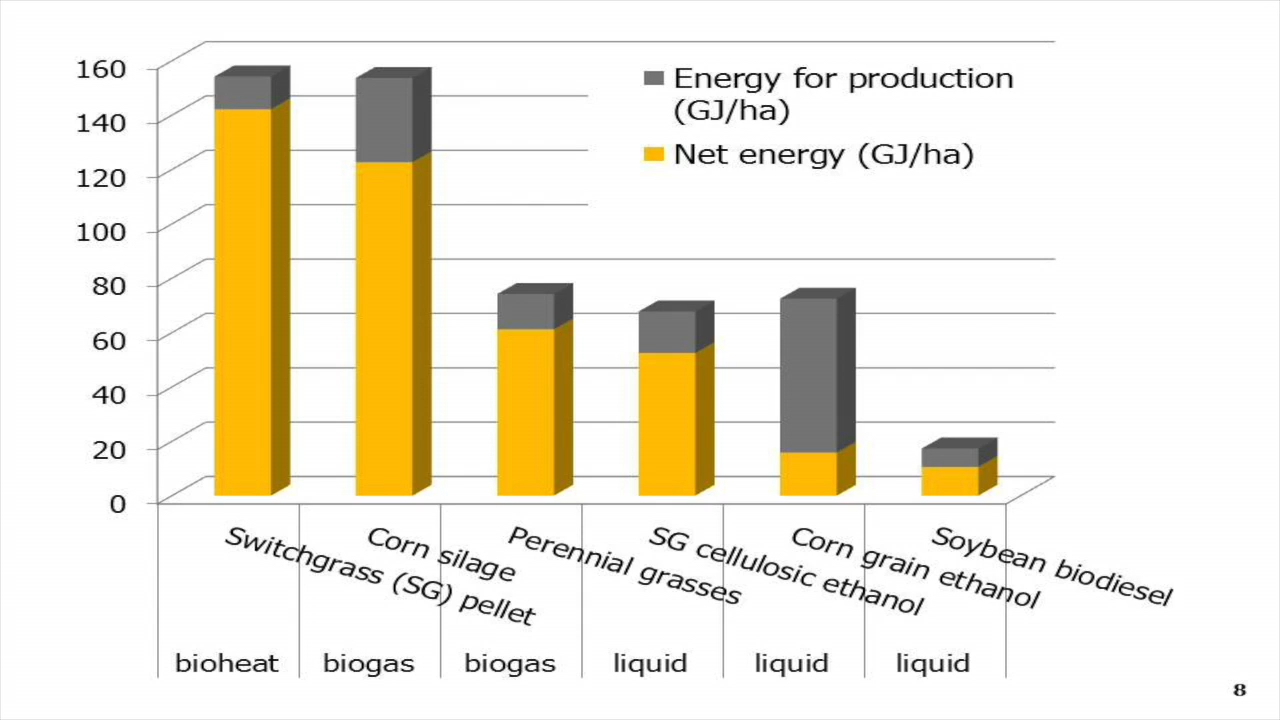 160
140
120
100
80
60
40
20
0
Energy for production
(GJ/ha)
Net energy (GJ/ha)
Switchgrass (SG) pellet
Corn silage
Perennial grasses
SG cellulosic ethanol
Corn grain ethanol
Soybean biodiesel
bioheat
biogas
biogas
liquid
liquid
liquid
8